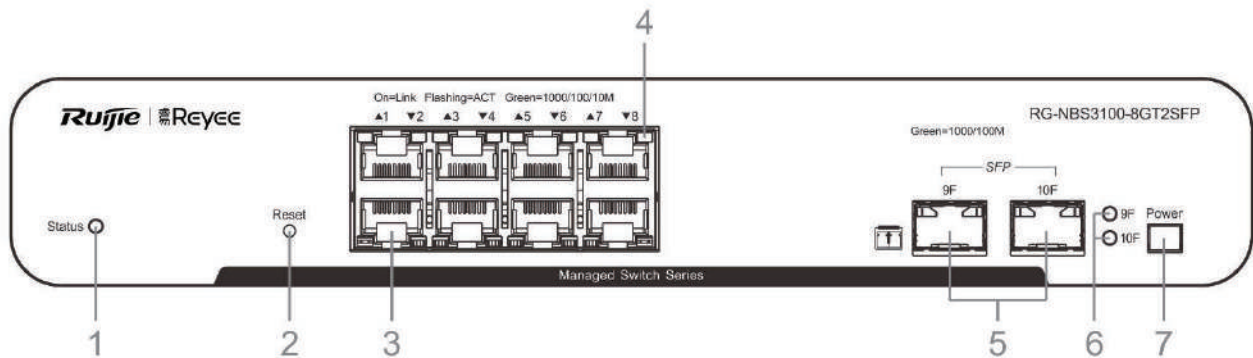 4
On=Link Flashing=ACT Green=1000/100/10M
▲1 ▼2 ▲3 ▼4 ▲5 ▼6 ▲7 ▼8
Ruijie | 睿易 Reyee
RG-NBS3100-8GT2SFP
Green=1000/100M
SFP
9F 10F
Status
Reset
9F
10F
Power
Managed Switch Series
1 2 3 5 6 7